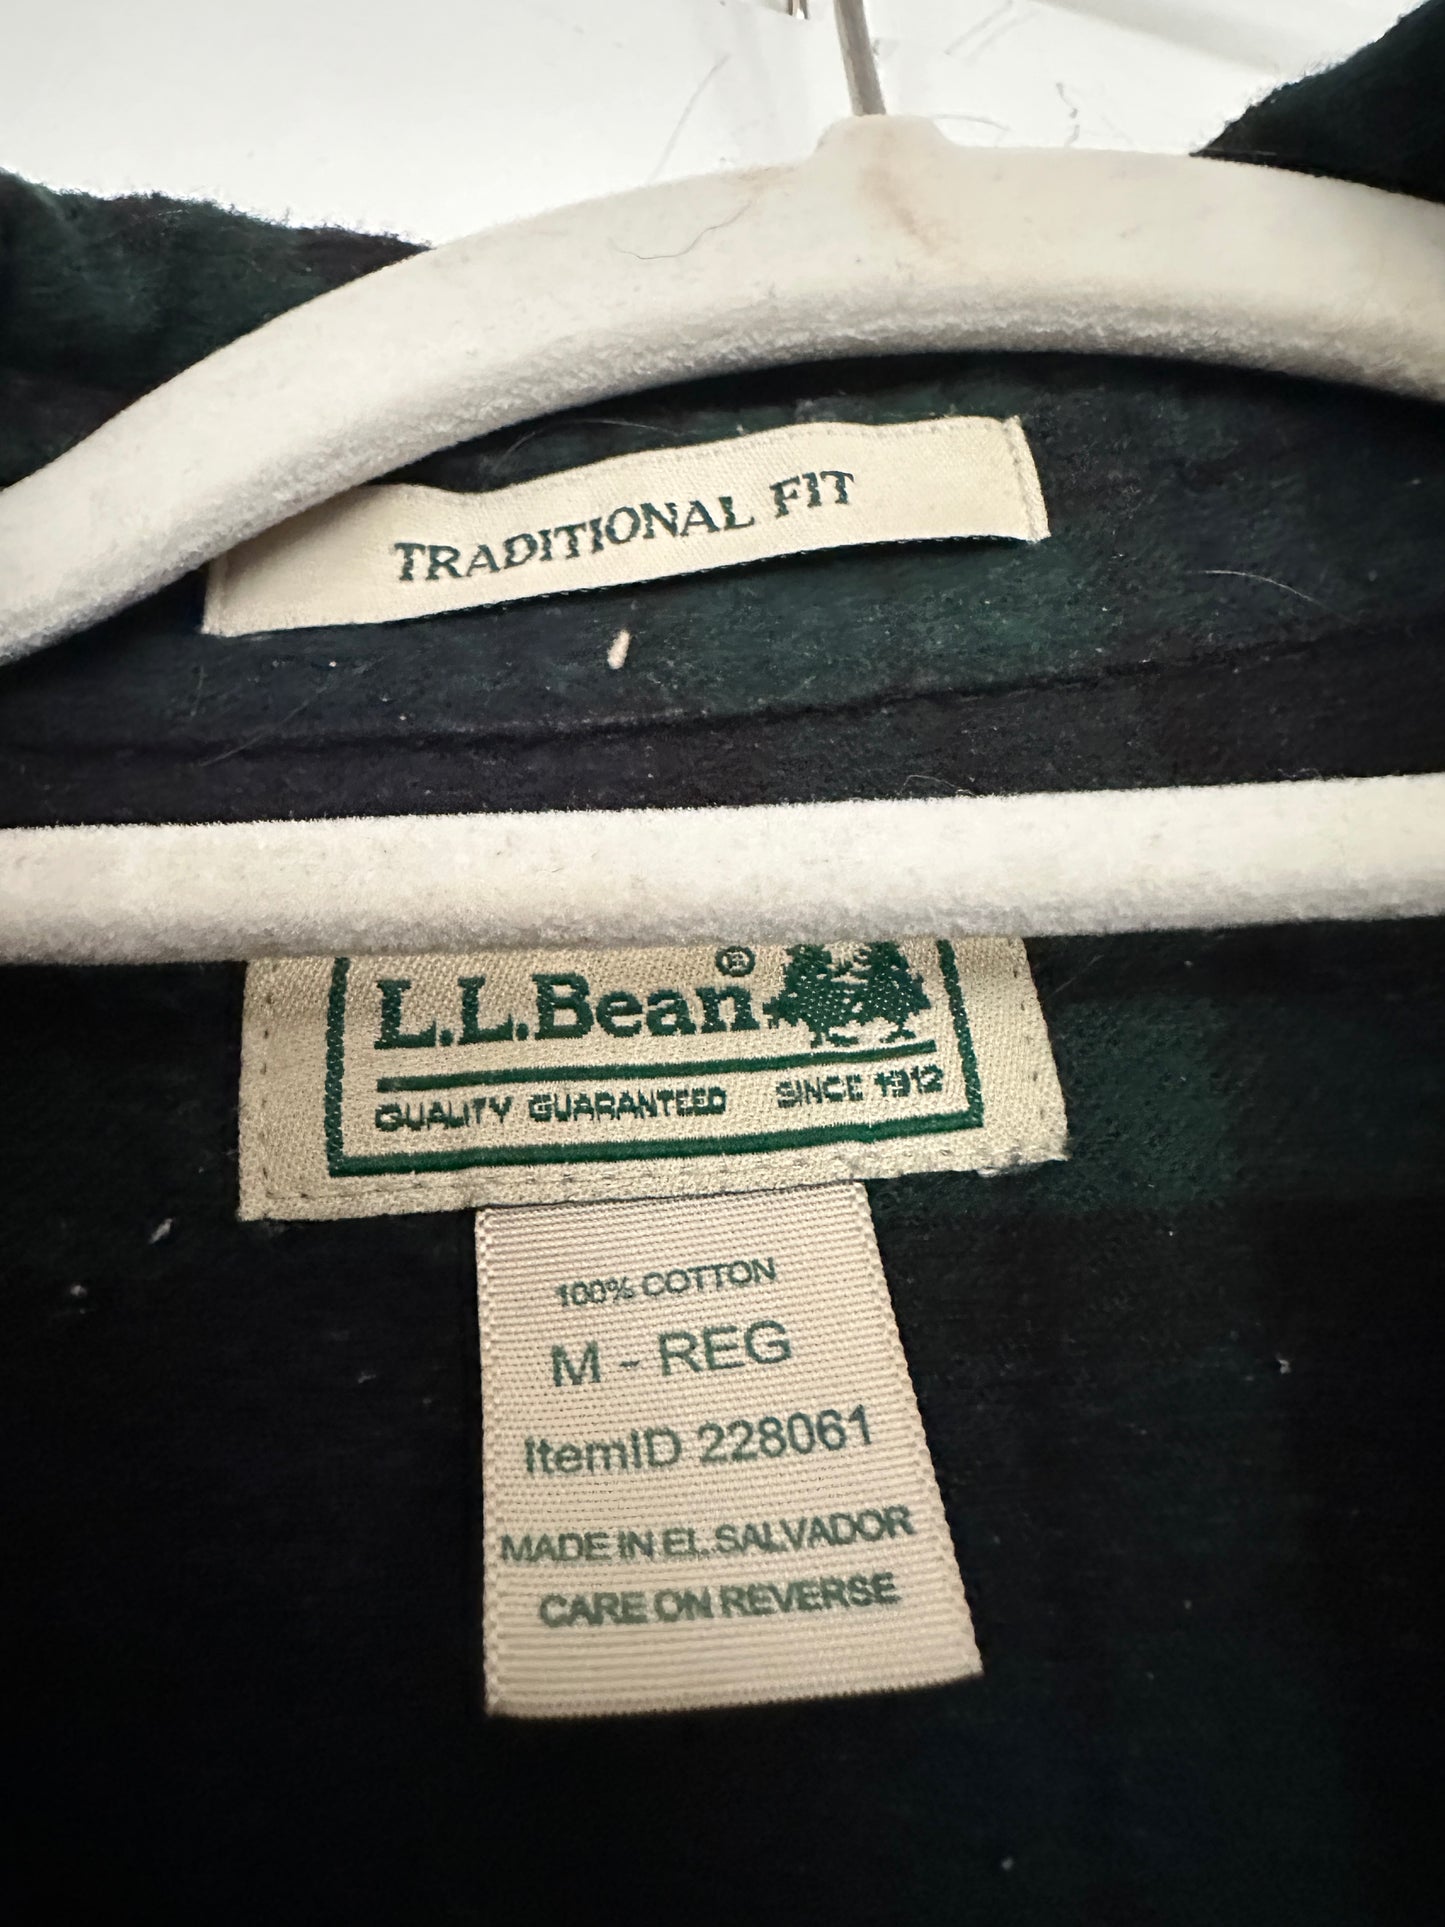 TRADITIONAL FIT
L.L.Bean®
QUALITY GUARANTEED SINCE 1912
100% COTTON
M - REG
ItemID 228061
MADE IN EL SALVADOR
CARE ON REVERSE